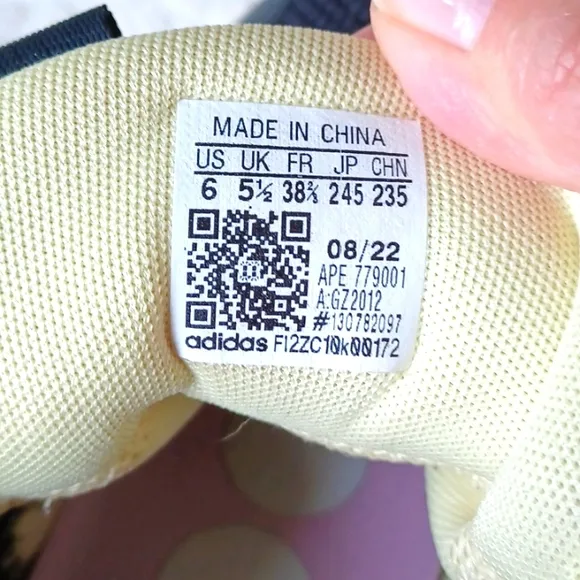 MADE IN CHINA
US UK FR JP CHN
6 5½ 38⅔ 245 235
08/22
APE 779001
A:GZ2012
#130782097
adidas FI2ZC10k00172